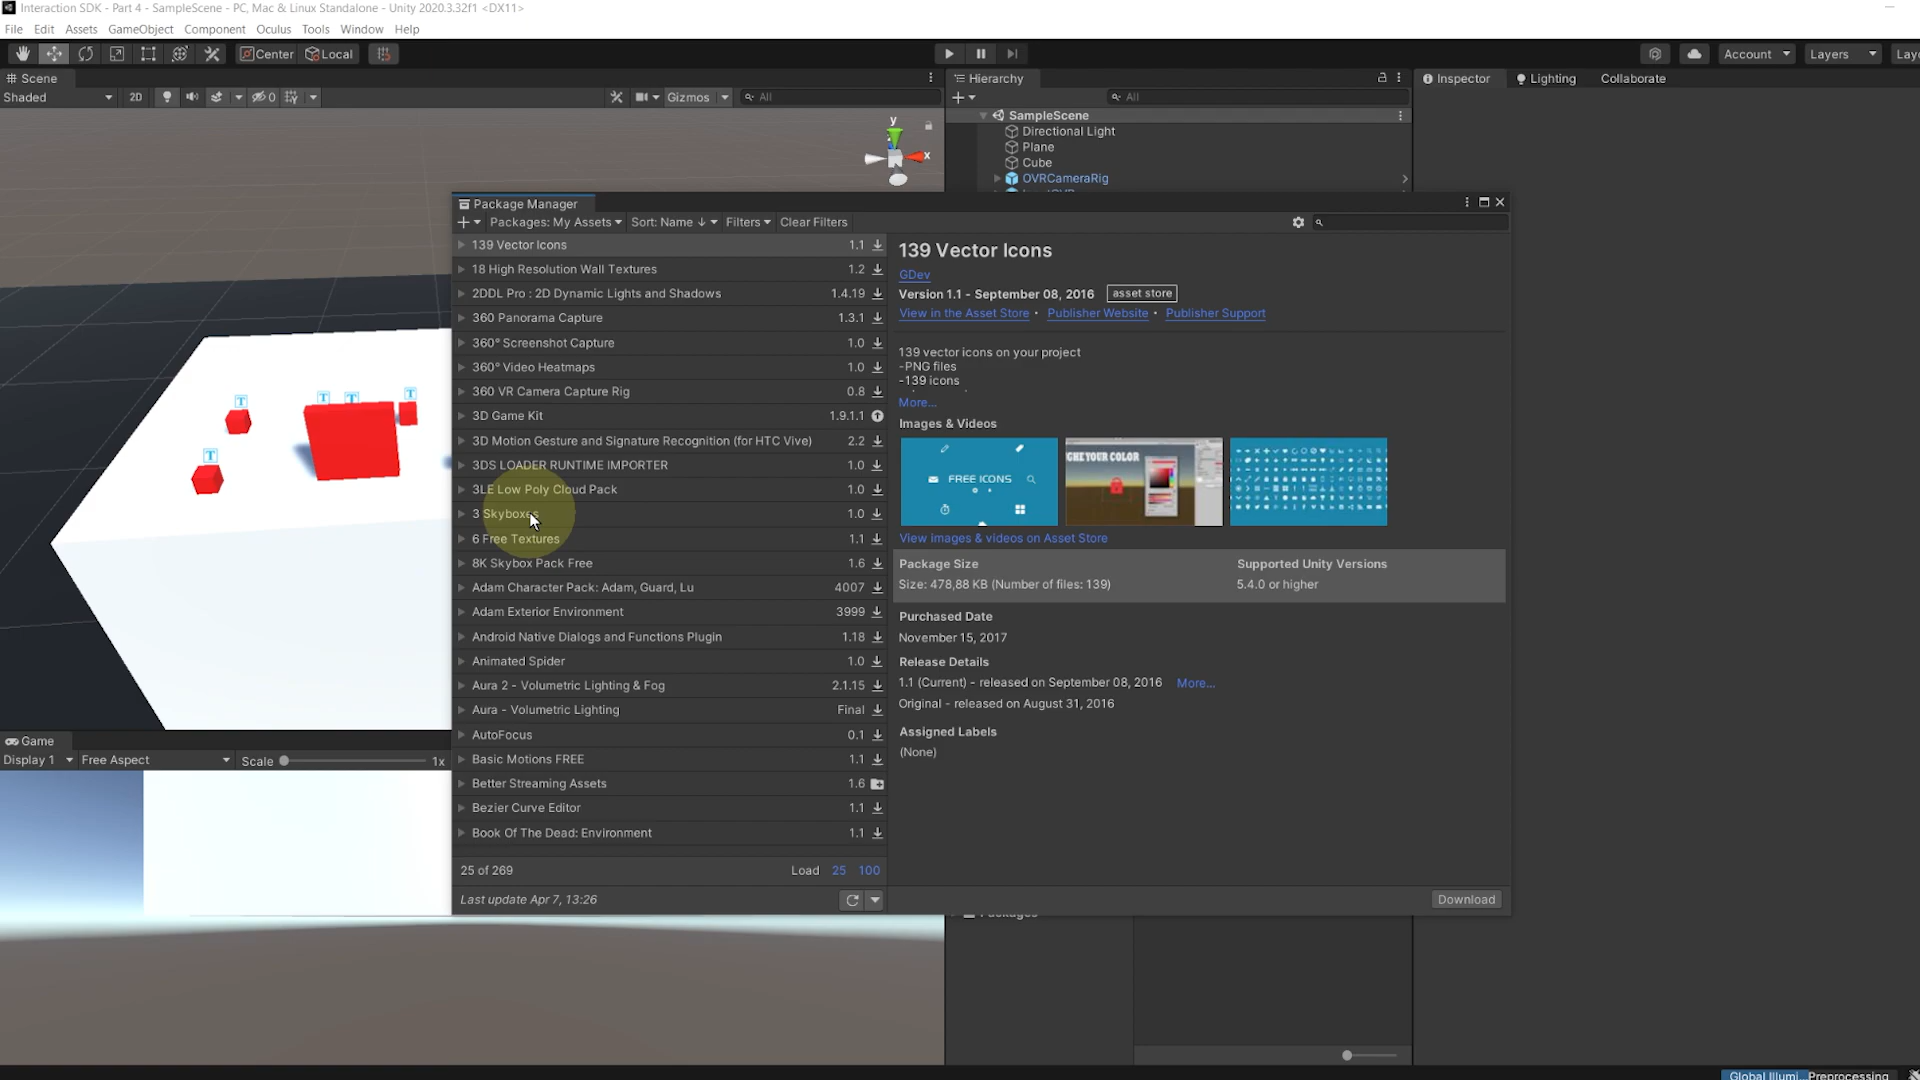 Interaction SDK - Part 4 - SampleScene - PC, Mac & Linux Standalone - Unity 2020.3.32f1 <DX11>
File Edit Assets GameObject Component Oculus Tools Window Help
Center Local Account Layers
Scene Hierarchy Inspector Lighting Collaborate
Shaded 2D 0 Gizmos All All
SampleScene
Directional Light
Plane
Cube
OVRCameraRig
y
x
Package Manager
Packages: My Assets Sort: Name ↓ Filters Clear Filters
139 Vector Icons 1.1
18 High Resolution Wall Textures 1.2
2DDL Pro : 2D Dynamic Lights and Shadows 1.4.19
360 Panorama Capture 1.3.1
360° Screenshot Capture 1.0
360° Video Heatmaps 1.0
360 VR Camera Capture Rig 0.8
3D Game Kit 1.9.1.1
3D Motion Gesture and Signature Recognition (for HTC Vive) 2.2
3DS LOADER RUNTIME IMPORTER 1.0
3LE Low Poly Cloud Pack 1.0
3 Skyboxes 1.0
6 Free Textures 1.1
8K Skybox Pack Free 1.6
Adam Character Pack: Adam, Guard, Lu 4007
Adam Exterior Environment 3999
Android Native Dialogs and Functions Plugin 1.18
Animated Spider 1.0
Aura 2 - Volumetric Lighting & Fog 2.1.15
Aura - Volumetric Lighting Final
AutoFocus 0.1
Basic Motions FREE 1.1
Better Streaming Assets 1.6
Bezier Curve Editor 1.1
Book Of The Dead: Environment 1.1
25 of 269 Load 25 100
Last update Apr 7, 13:26
139 Vector Icons
GDev
Version 1.1 - September 08, 2016 asset store
View in the Asset Store • Publisher Website • Publisher Support
139 vector icons on your project
-PNG files
-139 icons
More...
Images & Videos
FREE ICONS
YOUR COLOR
View images & videos on Asset Store
Package Size Supported Unity Versions
Size: 478,88 KB (Number of files: 139) 5.4.0 or higher
Purchased Date
November 15, 2017
Release Details
1.1 (Current) - released on September 08, 2016 More...
Original - released on August 31, 2016
Assigned Labels
(None)
Download
T T T T
T
Game
Display 1 Free Aspect Scale 1x
Global Illumi...Preprocessing